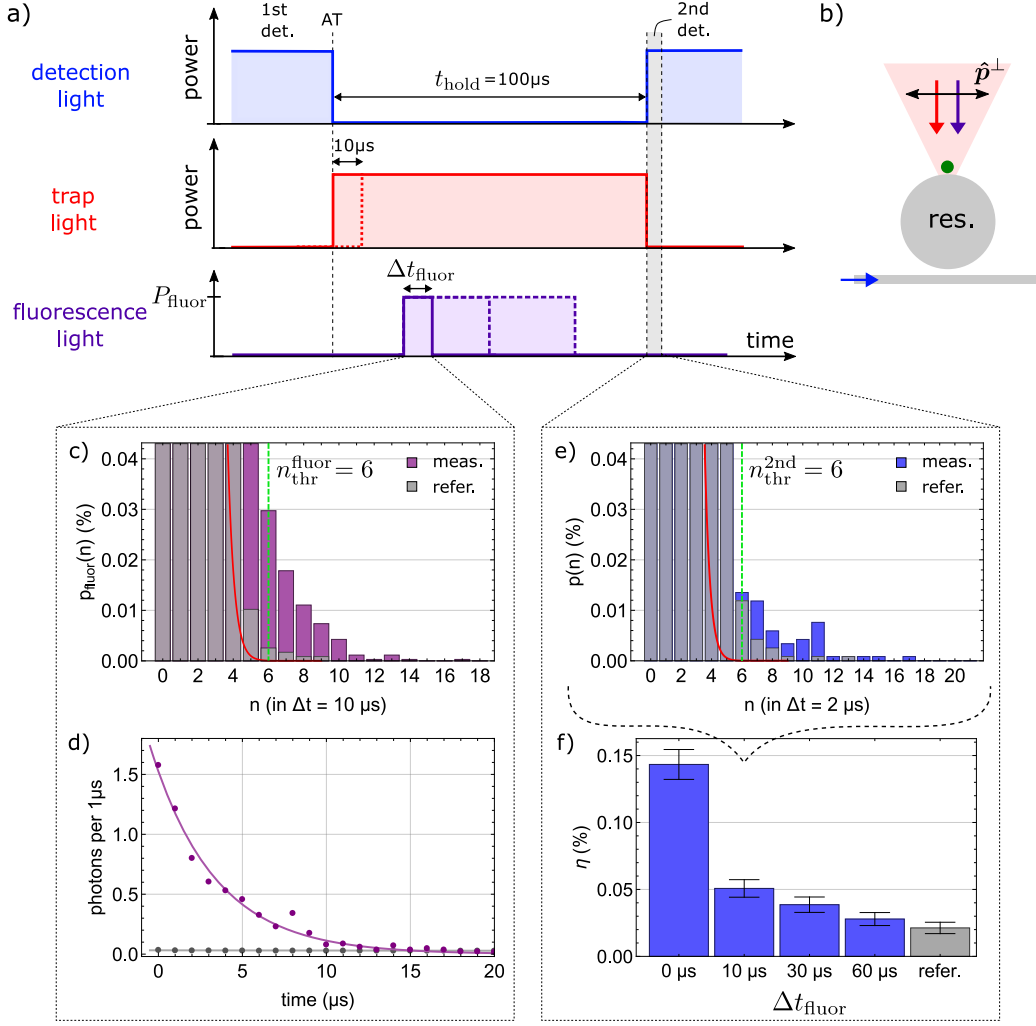 a)
1st
det.
AT
2nd
det.
b)
detection
light
power
t_hold = 100µs
p̂^⊥
10µs
trap
light
power
res.
Δt_fluor
P_fluor
fluorescence
light
time
c)
n_thr^fluor = 6
meas.
refer.
p_fluor(n) (%)
0.04
0.03
0.02
0.01
0.00
0 2 4 6 8 10 12 14 16 18
n (in Δt = 10 µs)
e)
n_thr^2nd = 6
meas.
refer.
p(n) (%)
0.04
0.03
0.02
0.01
0.00
0 2 4 6 8 10 12 14 16 18 20
n (in Δt = 2 µs)
d)
photons per 1µs
1.5
1.0
0.5
0.0
0 5 10 15 20
time (µs)
f)
η (%)
0.15
0.10
0.05
0.00
0 µs 10 µs 30 µs 60 µs refer.
Δt_fluor